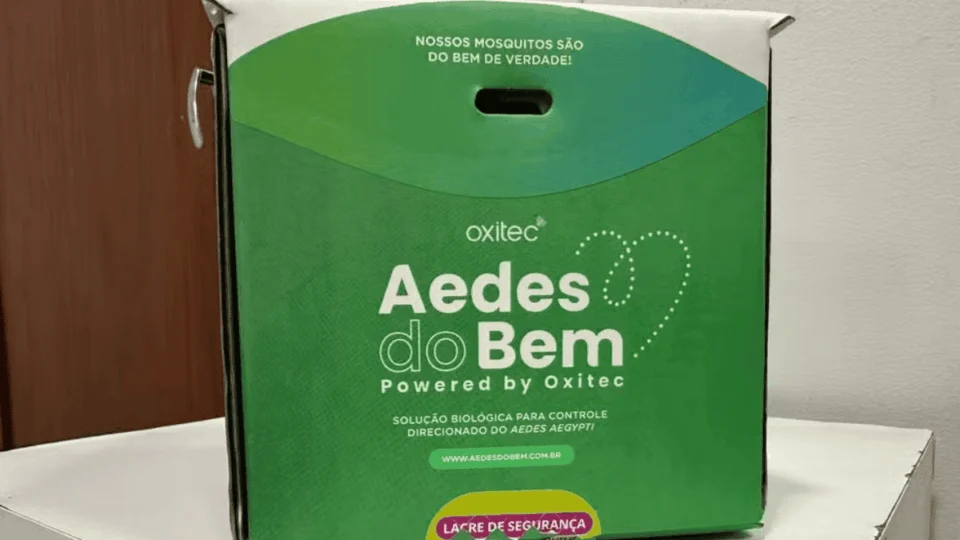 NOSSOS MOSQUITOS SÃO
DO BEM DE VERDADE!
oxitec
Aedes
do Bem
Powered by Oxitec
SOLUÇÃO BIOLÓGICA PARA CONTROLE
DIRECIONADO DO AEDES AEGYPTI
WWW.AEDESDOBEM.COM.BR
LACRE DE SEGURANÇA